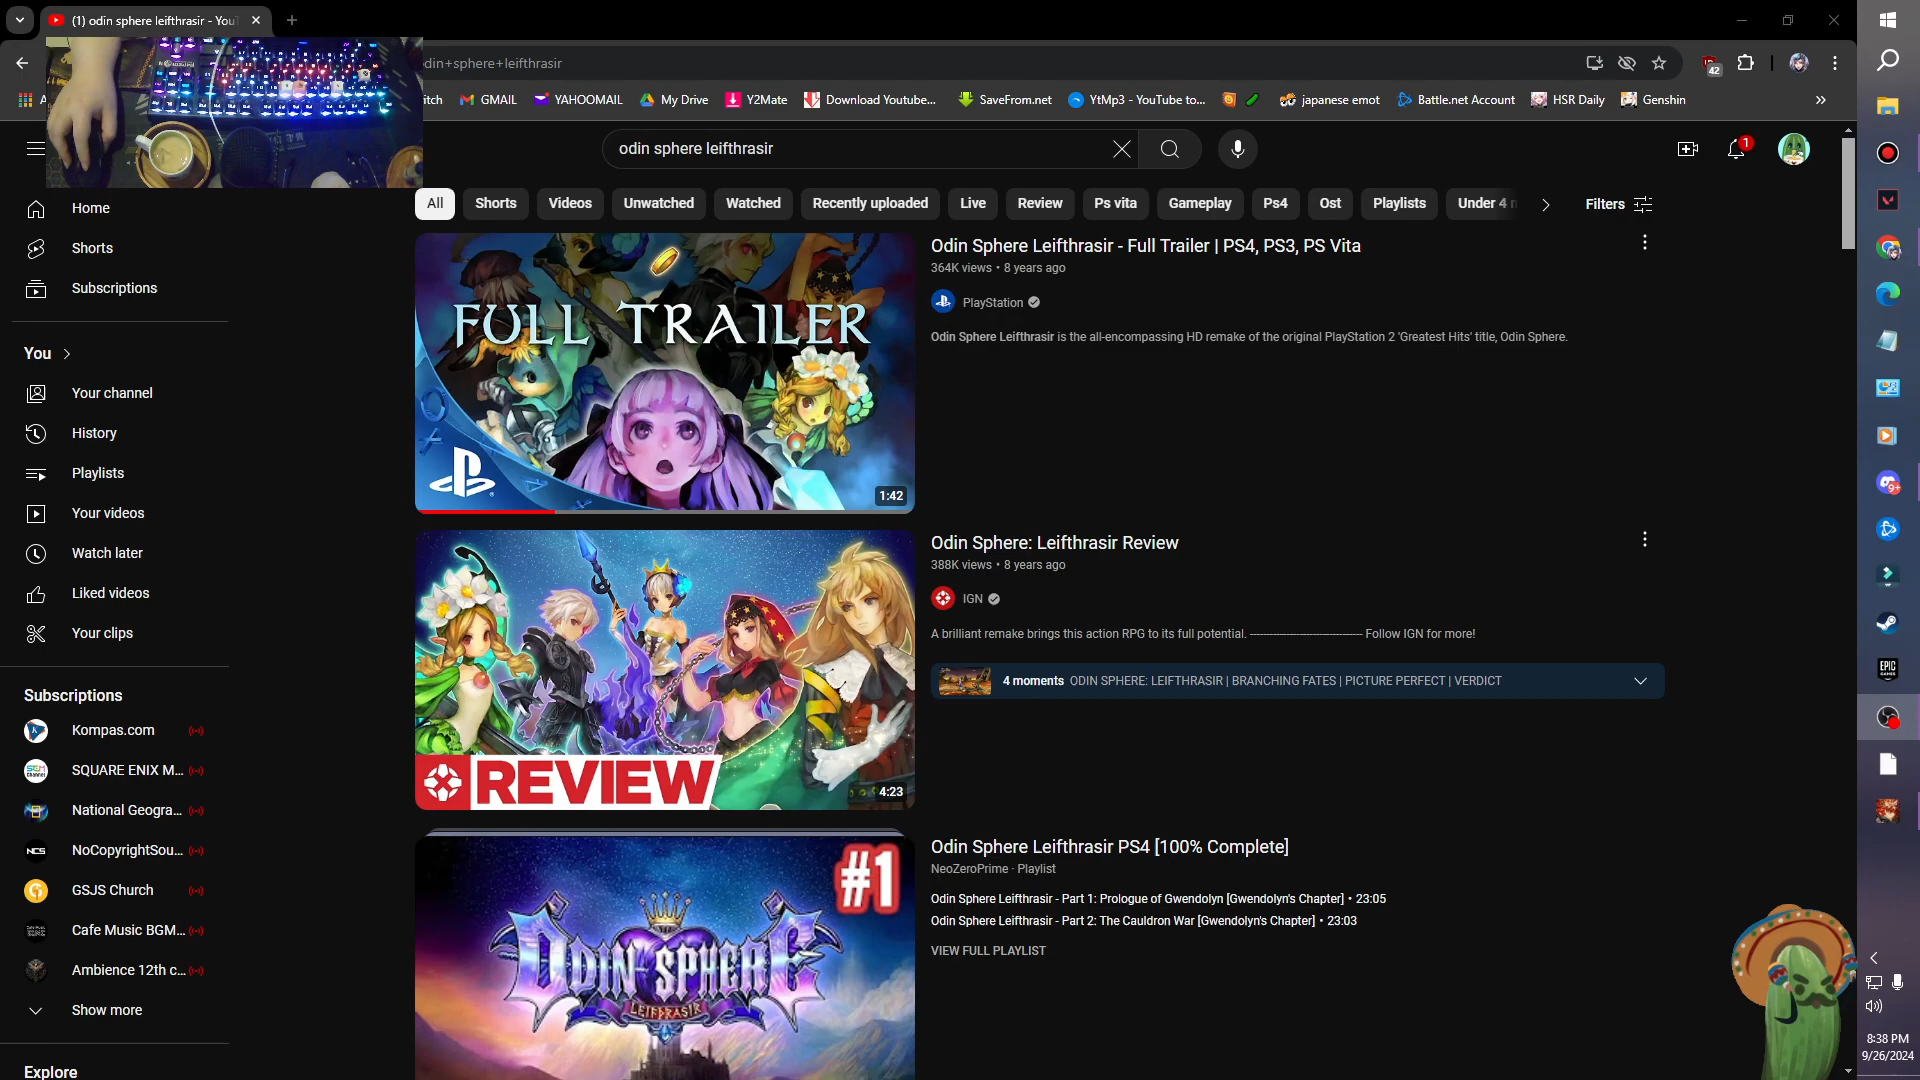 (1) odin sphere leifthrasir - You
odin+sphere+leifthrasir
42
itch
GMAIL
YAHOOMAIL
My Drive
Y2Mate
Download Youtube...
SaveFrom.net
YtMp3 - YouTube to...
japanese emot
Battle.net Account
HSR Daily
Genshin
odin sphere leifthrasir
1
All
Shorts
Videos
Unwatched
Watched
Recently uploaded
Live
Review
Ps vita
Gameplay
Ps4
Ost
Playlists
Under 4 m
Filters
Home
Shorts
Subscriptions
You
Your channel
History
Playlists
Your videos
Watch later
Liked videos
Your clips
Subscriptions
Kompas.com
SQUARE ENIX M...
National Geogra...
NCS
NoCopyrightSou...
GSJS Church
Cafe Music BGM...
Ambience 12th c...
Show more
Explore
FULL TRAILER
1:42
Odin Sphere Leifthrasir - Full Trailer | PS4, PS3, PS Vita
364K views • 8 years ago
PlayStation
Odin Sphere Leifthrasir is the all-encompassing HD remake of the original PlayStation 2 'Greatest Hits' title, Odin Sphere.
REVIEW
4:23
Odin Sphere: Leifthrasir Review
388K views • 8 years ago
IGN
A brilliant remake brings this action RPG to its full potential. -------------------------------- Follow IGN for more!
4 moments ODIN SPHERE: LEIFTHRASIR | BRANCHING FATES | PICTURE PERFECT | VERDICT
#1
ODIN SPHERE
LEIFTHRASIR
Odin Sphere Leifthrasir PS4 [100% Complete]
NeoZeroPrime · Playlist
Odin Sphere Leifthrasir - Part 1: Prologue of Gwendolyn [Gwendolyn's Chapter] • 23:05
Odin Sphere Leifthrasir - Part 2: The Cauldron War [Gwendolyn's Chapter] • 23:03
VIEW FULL PLAYLIST
9+
EPIC
GAMES
8:38 PM
9/26/2024